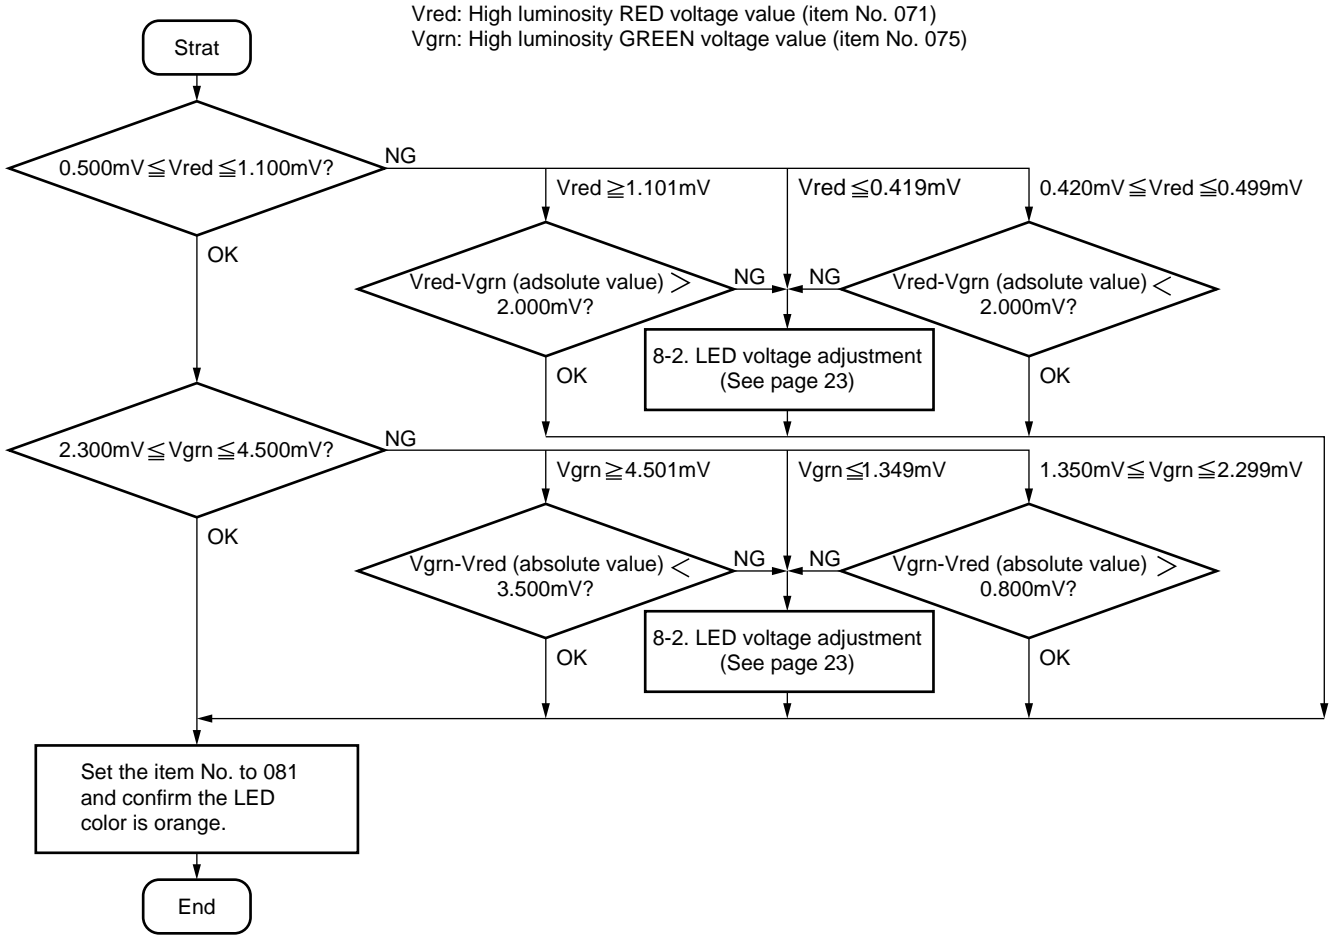 Vred: High luminosity RED voltage value (item No. 071)
Vgrn: High luminosity GREEN voltage value (item No. 075)
Strat
0.500mV≦Vred≦1.100mV?
NG
Vred≧1.101mV
Vred≦0.419mV
0.420mV≦Vred≦0.499mV
OK
Vred-Vgrn (adsolute value) >
2.000mV?
NG
NG
Vred-Vgrn (adsolute value) <
2.000mV?
8-2. LED voltage adjustment
(See page 23)
OK
OK
2.300mV≦Vgrn≦4.500mV?
NG
Vgrn≧4.501mV
Vgrn≦1.349mV
1.350mV≦Vgrn≦2.299mV
OK
Vgrn-Vred (absolute value) <
3.500mV?
NG
NG
Vgrn-Vred (absolute value) >
0.800mV?
8-2. LED voltage adjustment
(See page 23)
OK
OK
Set the item No. to 081
and confirm the LED
color is orange.
End